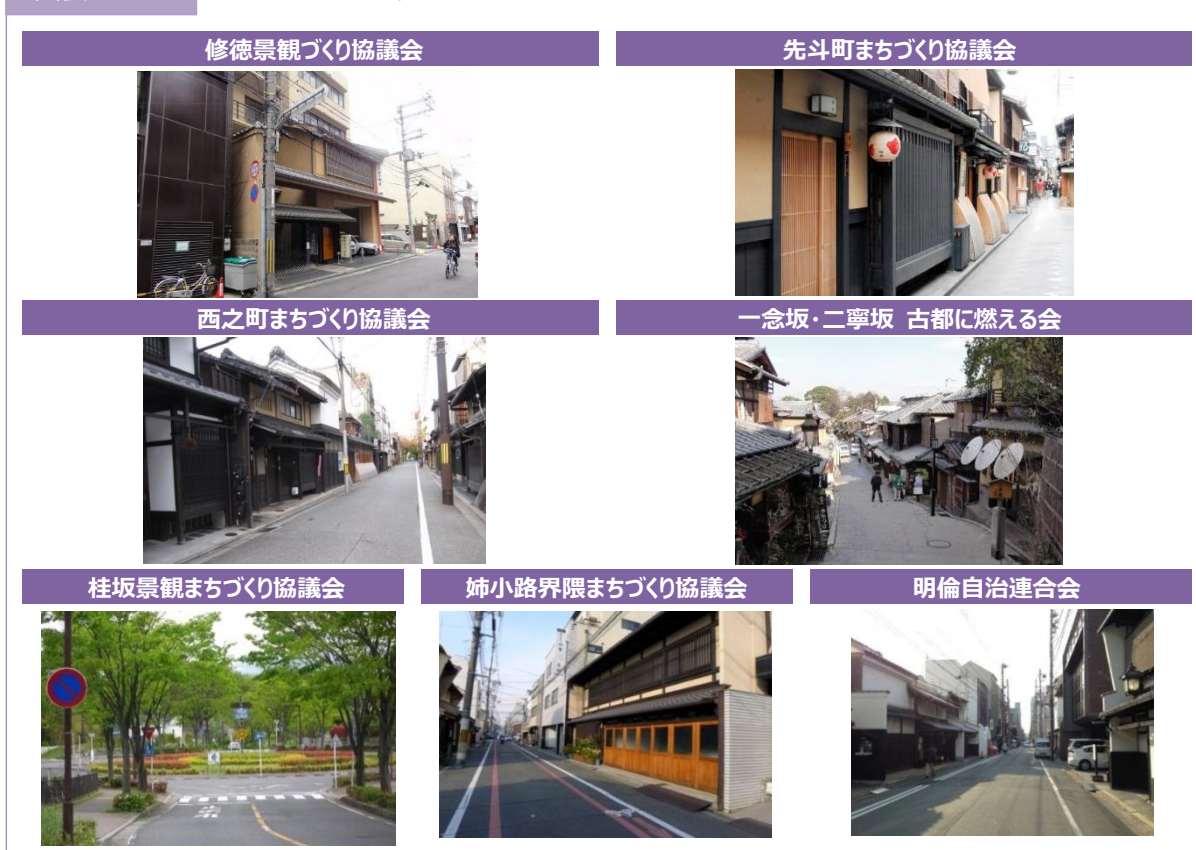 修徳景観づくり協議会
先斗町まちづくり協議会
西之町まちづくり協議会
一念坂・二寧坂 古都に燃える会
桂坂景観まちづくり協議会
姉小路界隈まちづくり協議会
明倫自治連合会